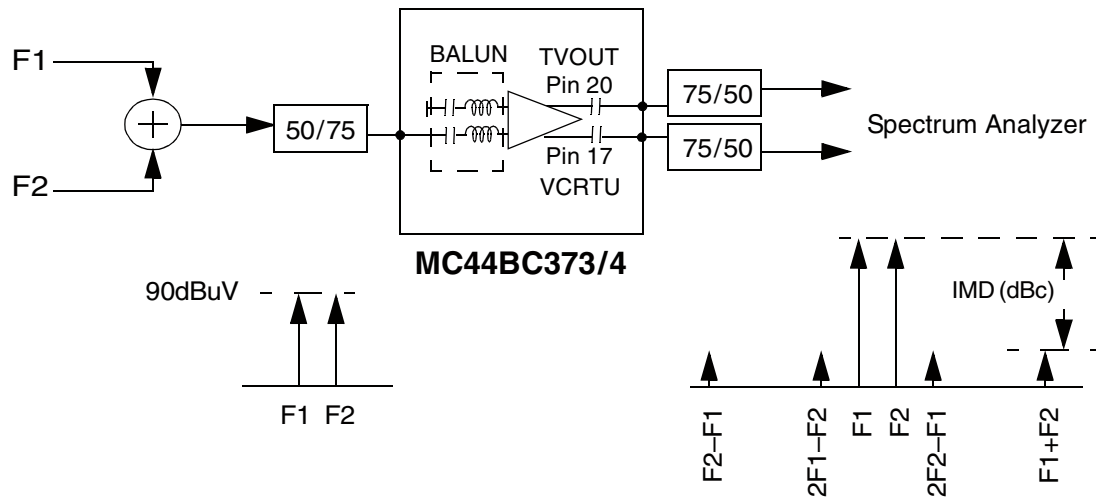 F1
F2
50/75
BALUN
TVOUT
Pin 20
Pin 17
VCRTU
75/50
75/50
Spectrum Analyzer
MC44BC373/4
90dBuV
F1 F2
IMD (dBc)
F2–F1
2F1–F2
F1
F2
2F2–F1
F1+F2